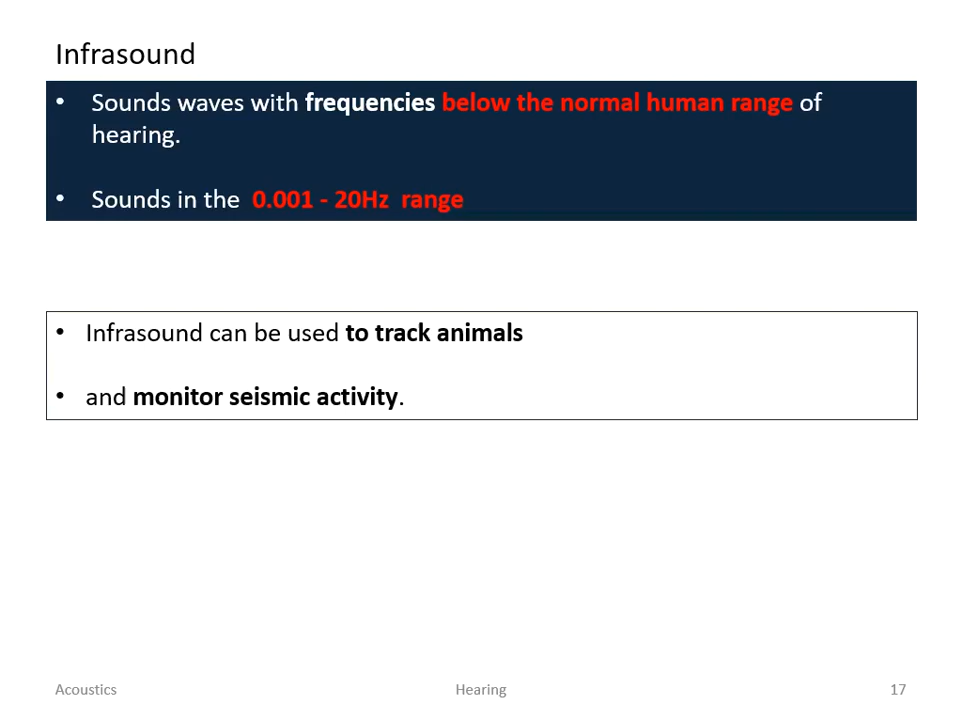 Infrasound
• Sounds waves with frequencies below the normal human range of
hearing.
• Sounds in the 0.001 - 20Hz range
• Infrasound can be used to track animals
• and monitor seismic activity.
Acoustics Hearing 17